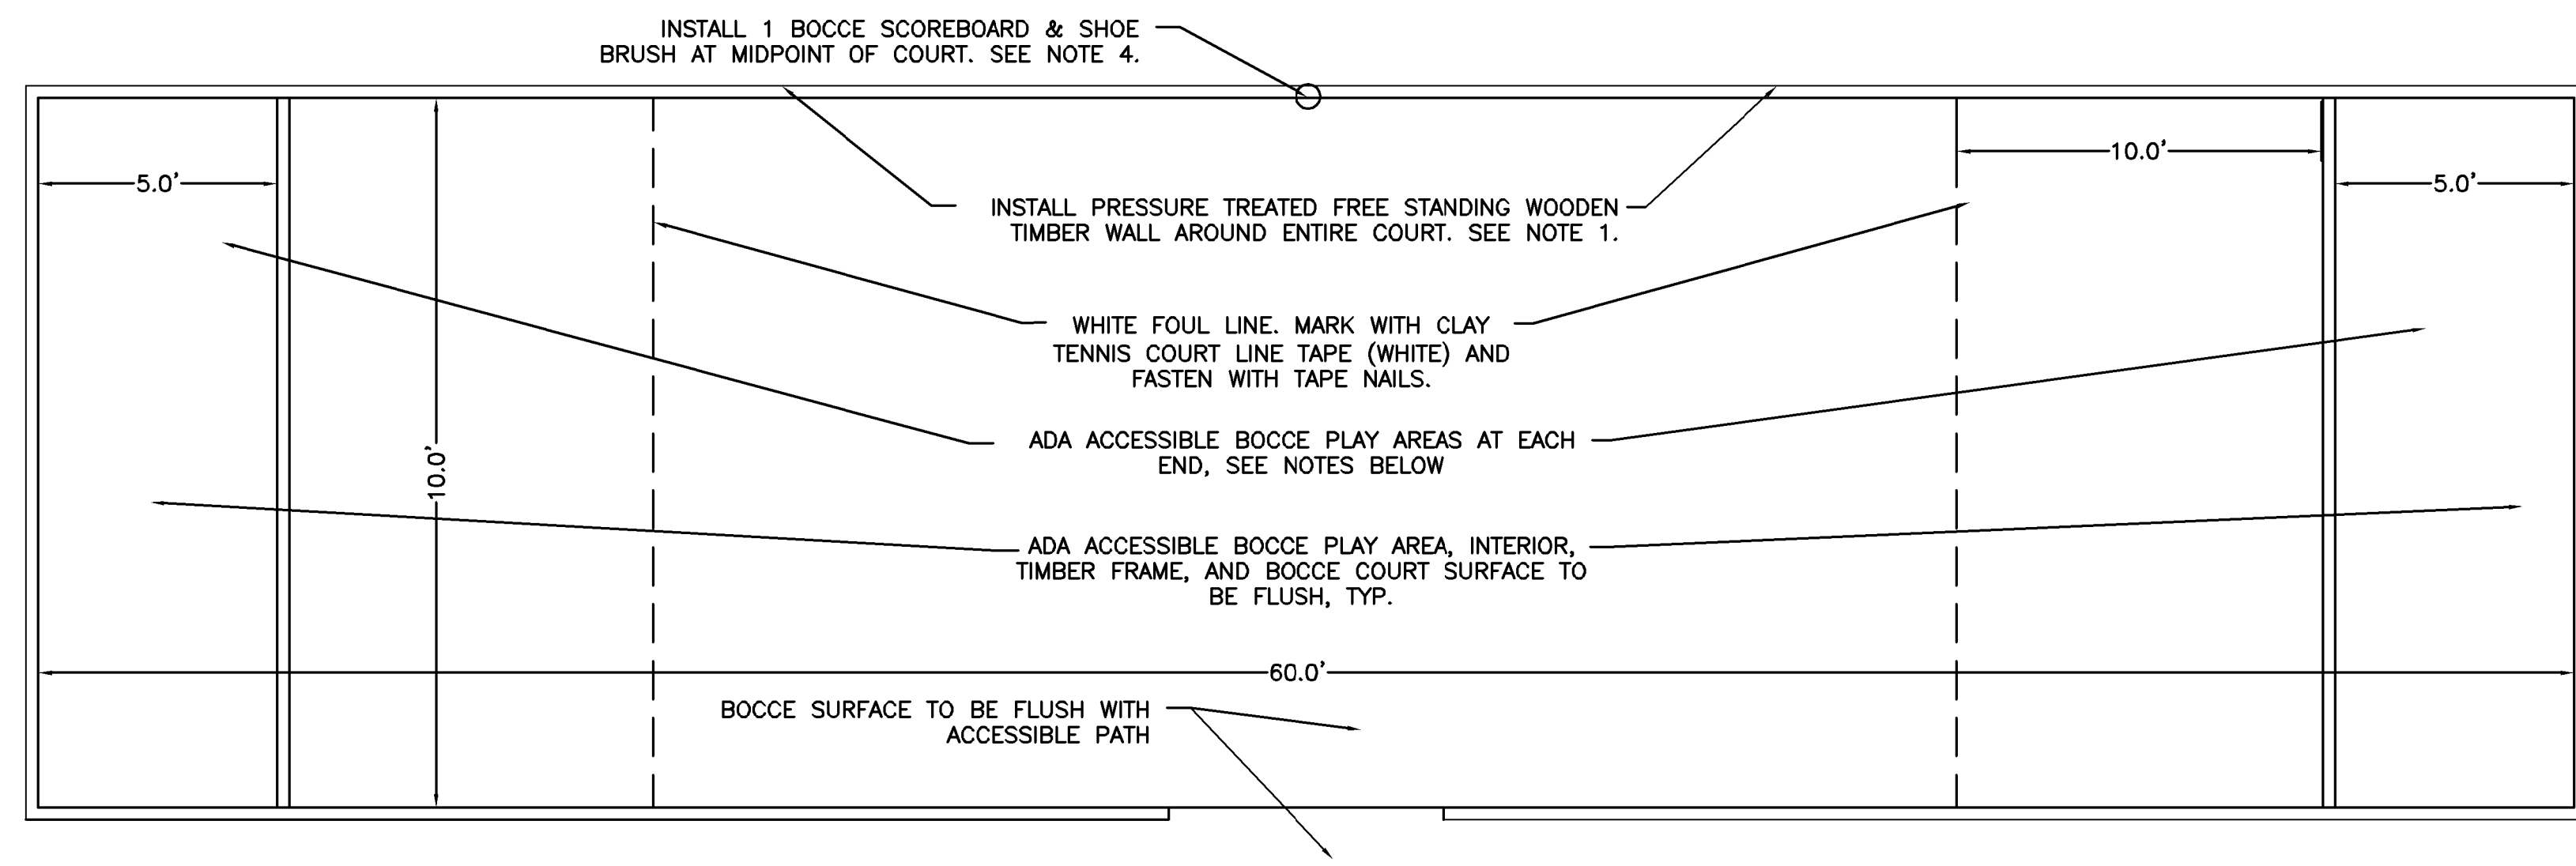 INSTALL 1 BOCCE SCOREBOARD & SHOE
BRUSH AT MIDPOINT OF COURT. SEE NOTE 4.
10.0'
5.0'
5.0'
INSTALL PRESSURE TREATED FREE STANDING WOODEN
TIMBER WALL AROUND ENTIRE COURT. SEE NOTE 1.
WHITE FOUL LINE. MARK WITH CLAY
TENNIS COURT LINE TAPE (WHITE) AND
FASTEN WITH TAPE NAILS.
ADA ACCESSIBLE BOCCE PLAY AREAS AT EACH
END, SEE NOTES BELOW
10.0'
ADA ACCESSIBLE BOCCE PLAY AREA, INTERIOR,
TIMBER FRAME, AND BOCCE COURT SURFACE TO
BE FLUSH, TYP.
60.0'
BOCCE SURFACE TO BE FLUSH WITH
ACCESSIBLE PATH